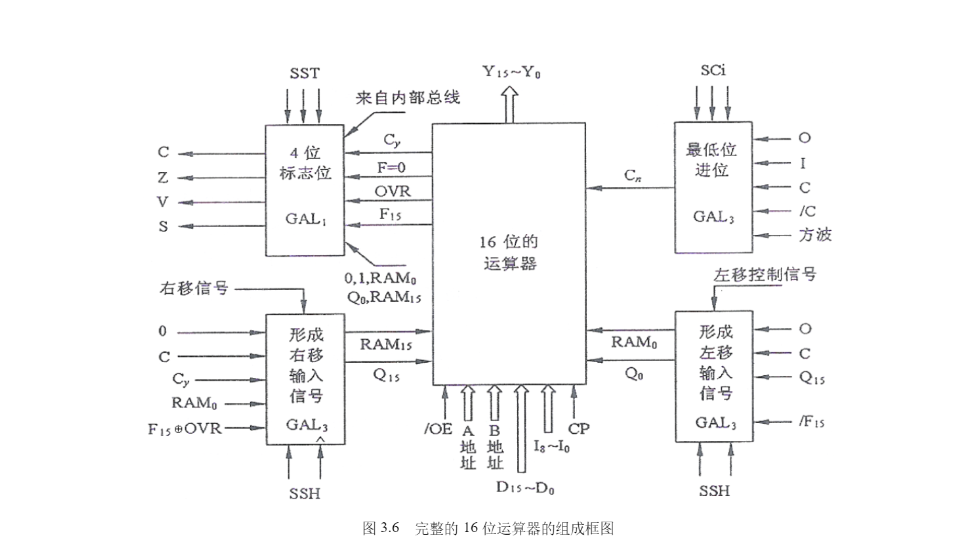 SST
Y15~Y0
SCi
来自内部总线
4 位
标志位
GAL1
C
Z
V
S
Cy
F=0
OVR
F15
16 位的
运算器
Cn
最低位
进位
GAL3
O
I
C
/C
方波
0,1,RAM0
Q0,RAM15
右移信号
左移控制信号
0
C
Cy
RAM0
F15⊕OVR
形成
右移
输入
信号
GAL3
RAM15
Q15
RAM0
Q0
形成
左移
输入
信号
GAL3
O
C
Q15
/F15
/OE
A
地
址
B
地
址
I8~I0
CP
D15~D0
SSH
SSH
图 3.6 完整的 16 位运算器的组成框图